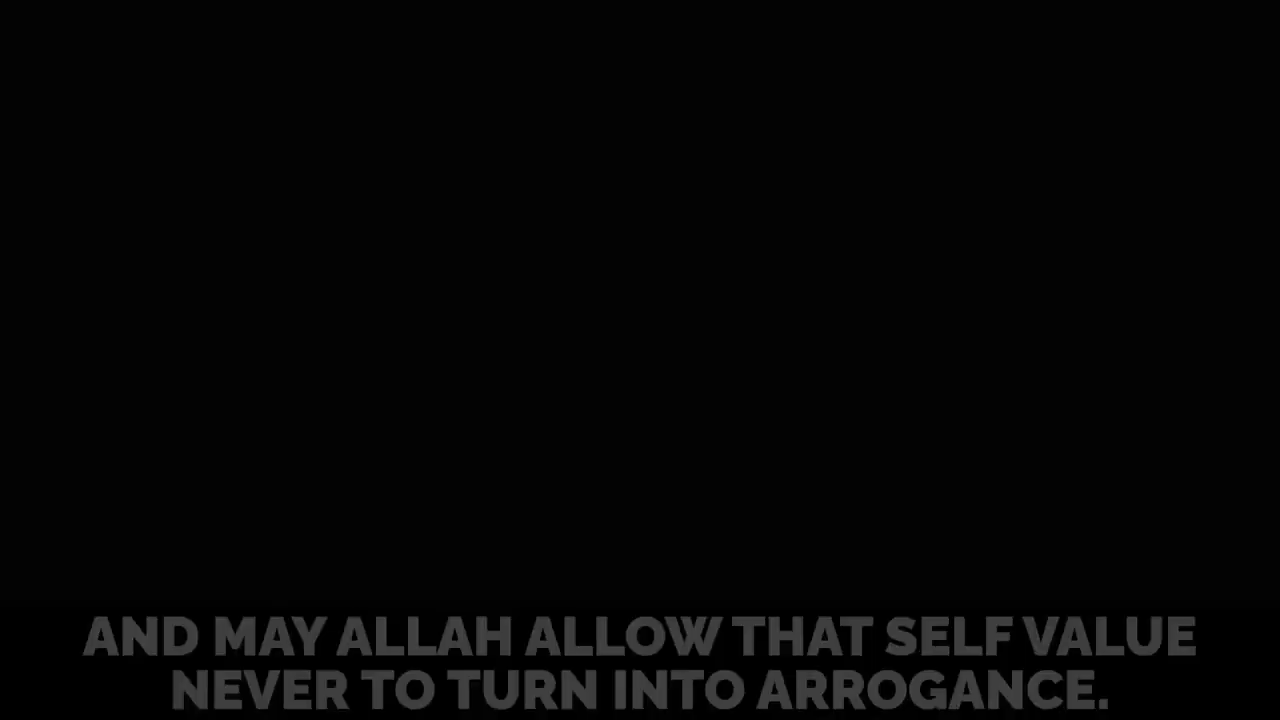 AND MAY ALLAH ALLOW THAT SELF VALUE
NEVER TO TURN INTO ARROGANCE.